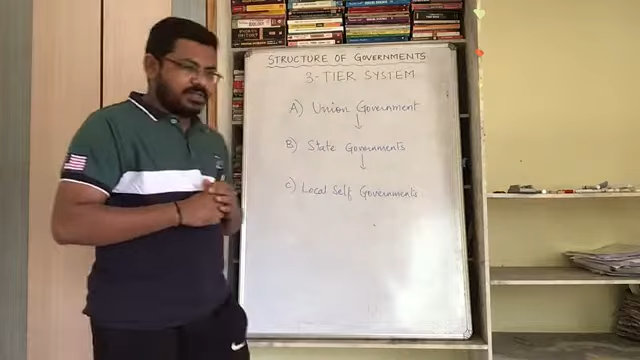 STRUCTURE OF GOVERNMENTS
3-TIER SYSTEM
A) Union Government
B) State Governments
C) Local Self Governments